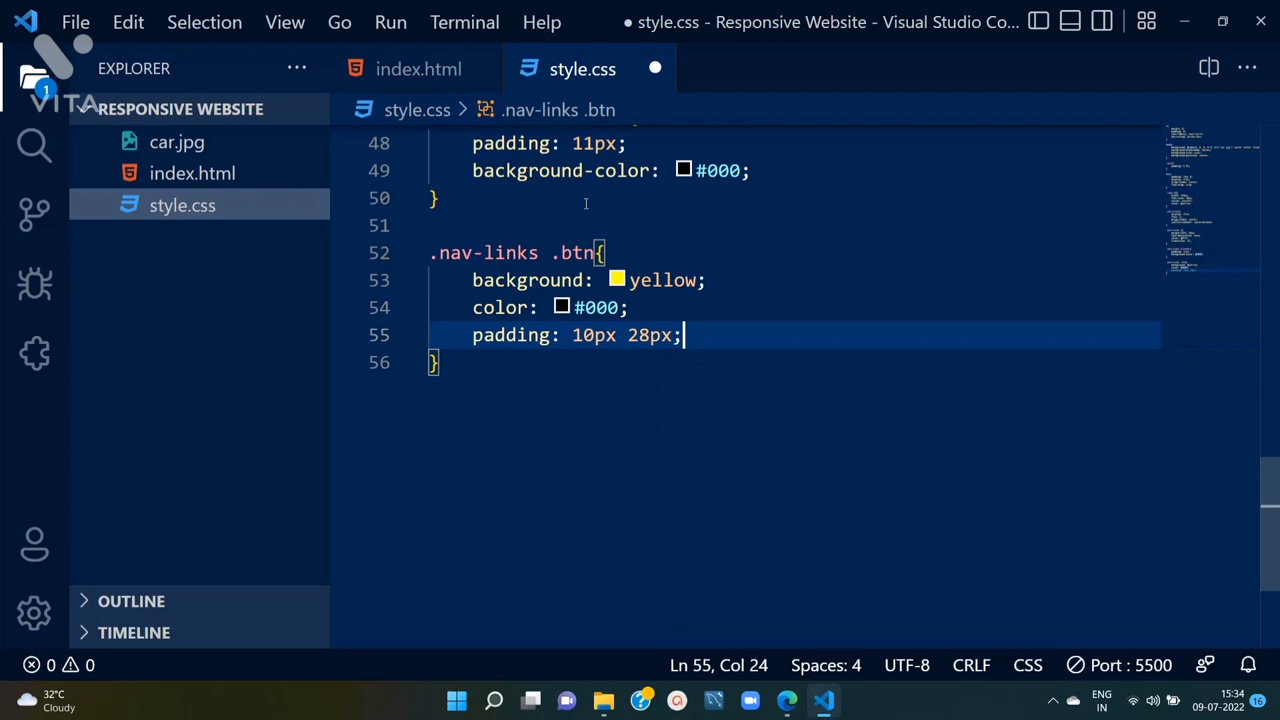 File Edit Selection View Go Run Terminal Help ● style.css - Responsive Website - Visual Studio Co...
VITA
EXPLORER ...
index.html style.css
RESPONSIVE WEBSITE
style.css > .nav-links .btn
car.jpg
index.html
style.css
1
48 padding: 11px;
49 background-color: #000;
50 }
51
52 .nav-links .btn{
53 background: yellow;
54 color: #000;
55 padding: 10px 28px;
56 }
OUTLINE
TIMELINE
0 0 Ln 55, Col 24 Spaces: 4 UTF-8 CRLF CSS Port : 5500
32°C
Cloudy
ENG
IN
15:34
09-07-2022
16